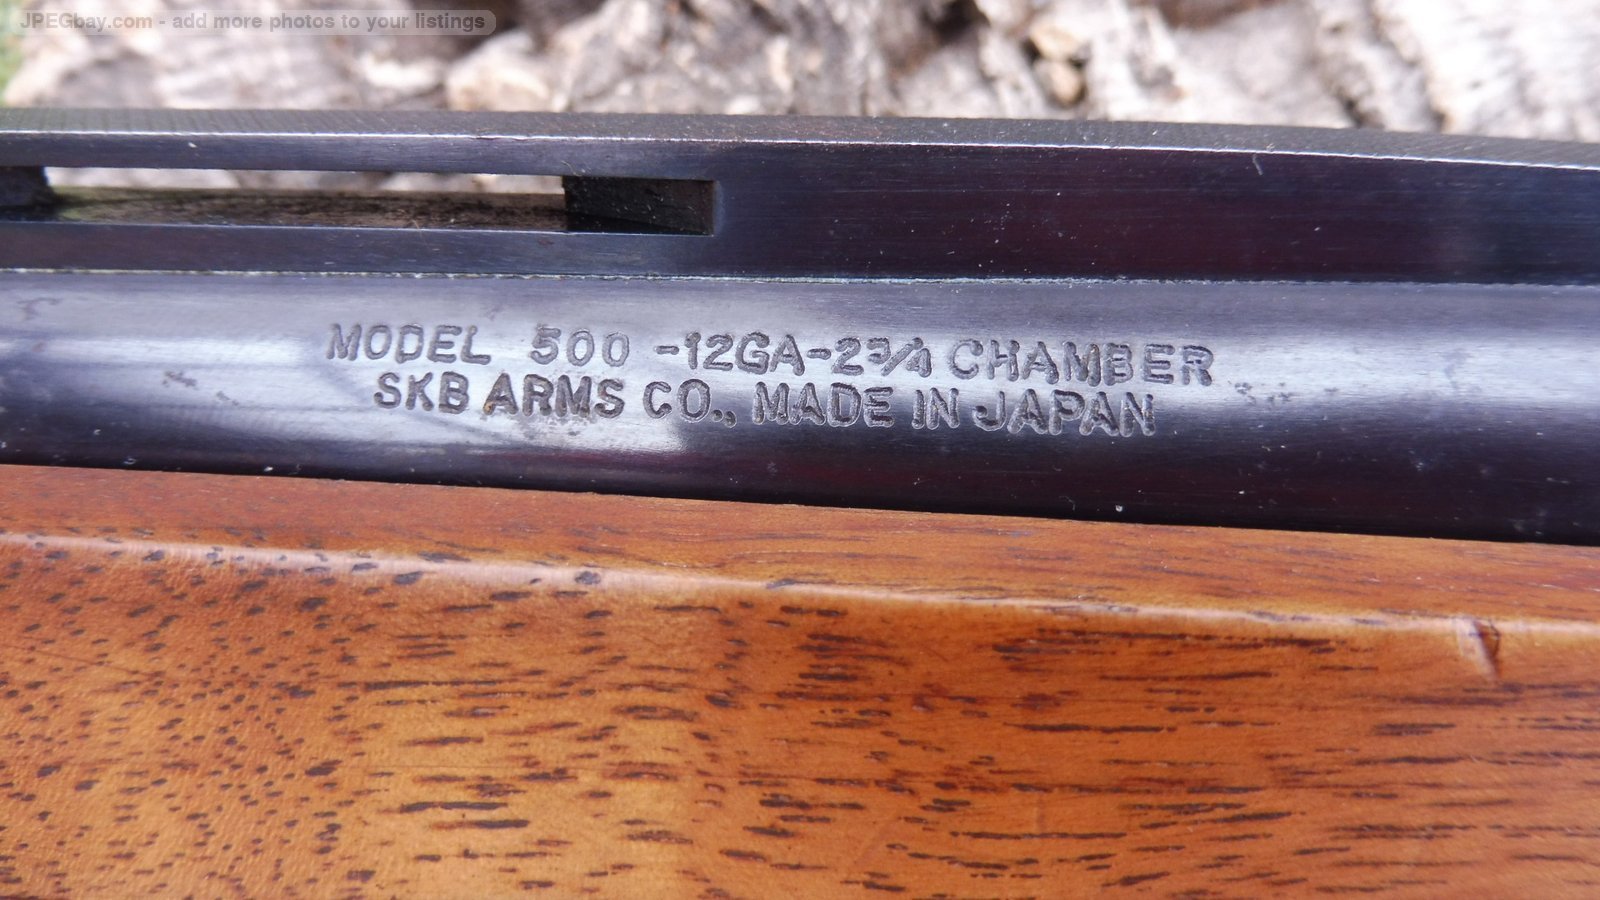 JPEGbay.com - add more photos to your listings
MODEL 500 -12GA-2¾ CHAMBER
SKB ARMS CO., MADE IN JAPAN